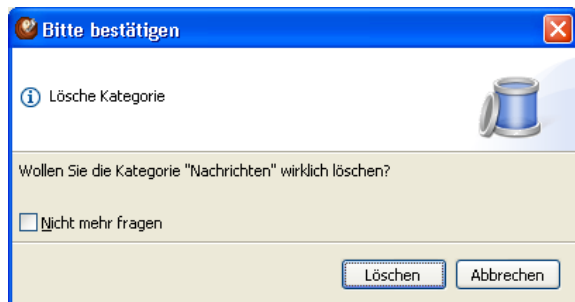 Bitte bestätigen
Lösche Kategorie
Wollen Sie die Kategorie "Nachrichten" wirklich löschen?
Nicht mehr fragen
Löschen Abbrechen